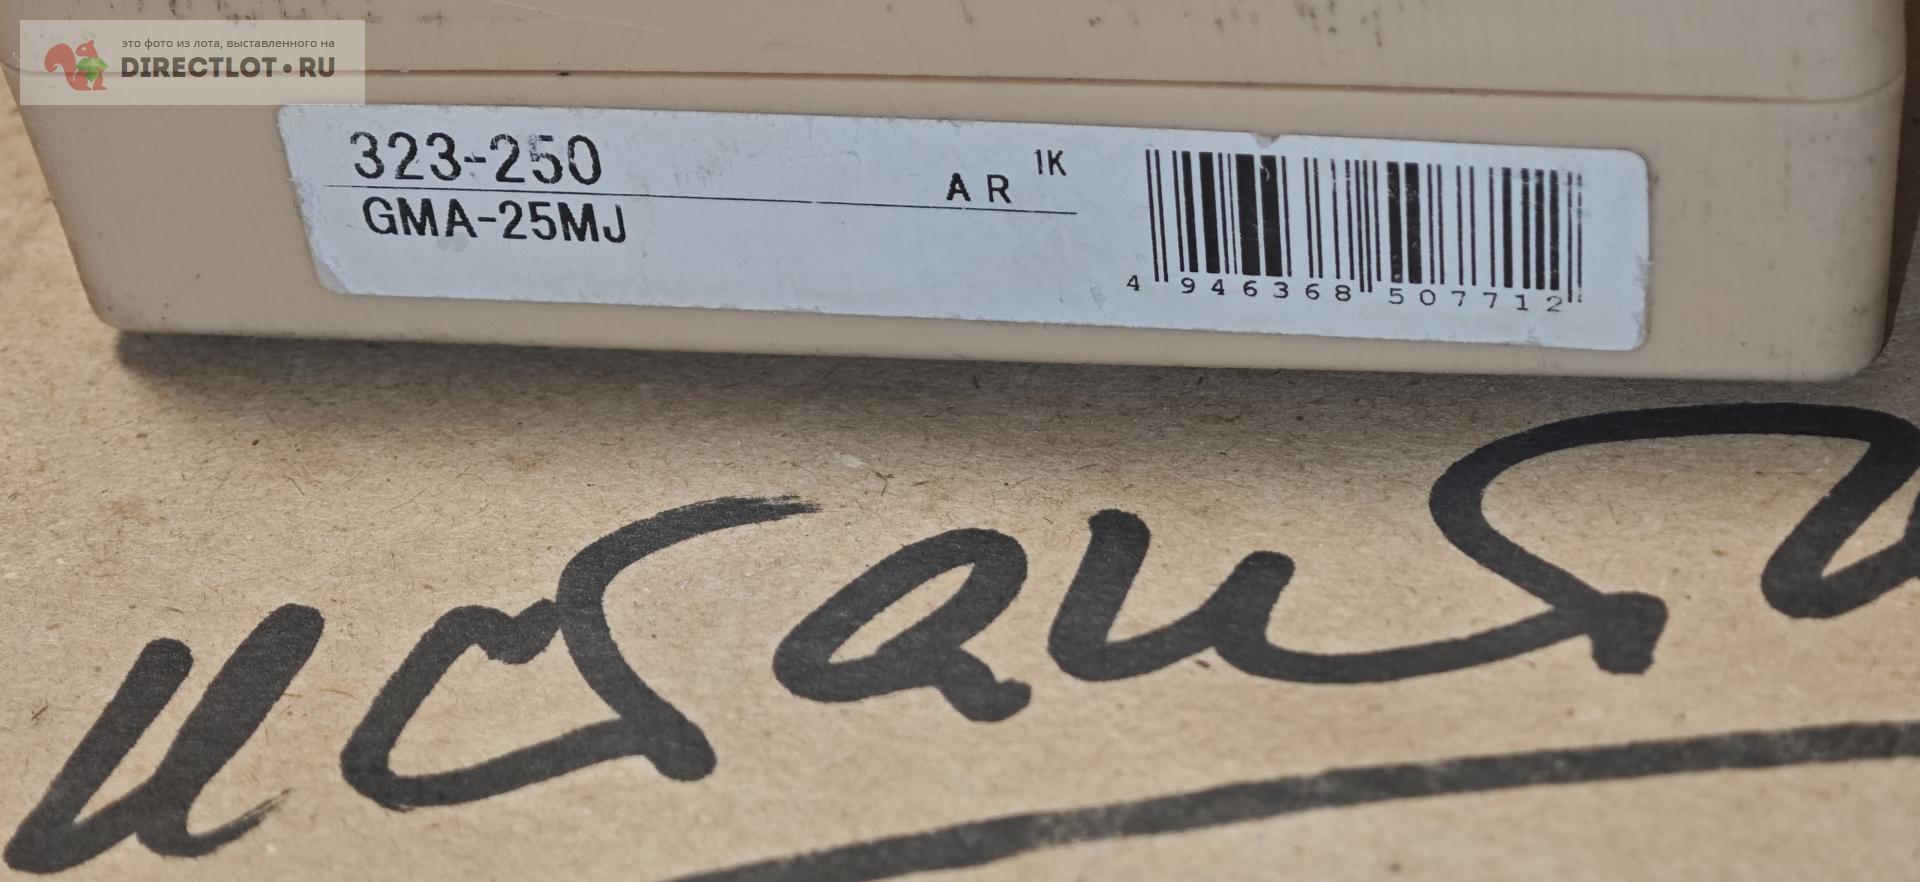 это фото из лота, выставленного на
DIRECTLOT.RU
323-250
AR 1K
GMA-25MJ
4 946368 507712